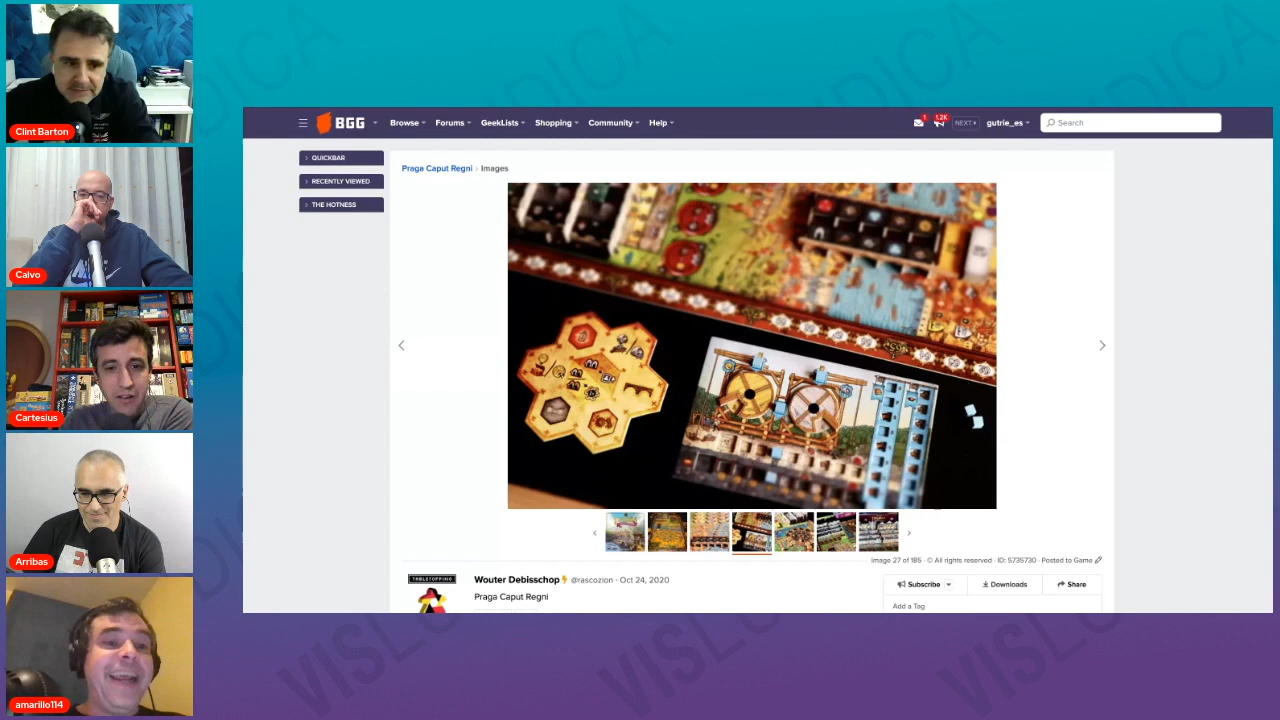 Clint Barton
Calvo
Cartesius
Arribas
amarillo114
BGG
Browse
Forums
GeekLists
Shopping
Community
Help
1
1.2K
NEXT
gutrie_es
Search
QUICKBAR
RECENTLY VIEWED
THE HOTNESS
Praga Caput Regni › Images
Image 27 of 185 · © All rights reserved · ID: 5735730 · Posted to Game
TABLETOPPING
Wouter Debisschop @rascozion · Oct 24, 2020
Praga Caput Regni
Subscribe
Downloads
Share
Add a Tag